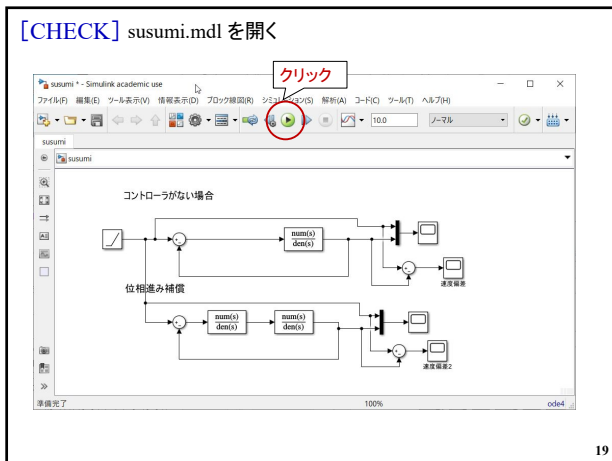 [CHECK] susumi.mdl を開く
クリック
susumi * - Simulink academic use
ファイル(F) 編集(E) ツール表示(V) 情報表示(D) ブロック線図(R) シミュレーション(S) 解析(A) コード(C) ツール(T) ヘルプ(H)
10.0 ノーマル
susumi
susumi
コントローラがない場合
num(s)
den(s)
速度偏差
位相進み補償
num(s) num(s)
den(s) den(s)
速度偏差2
準備完了 100% ode4
19